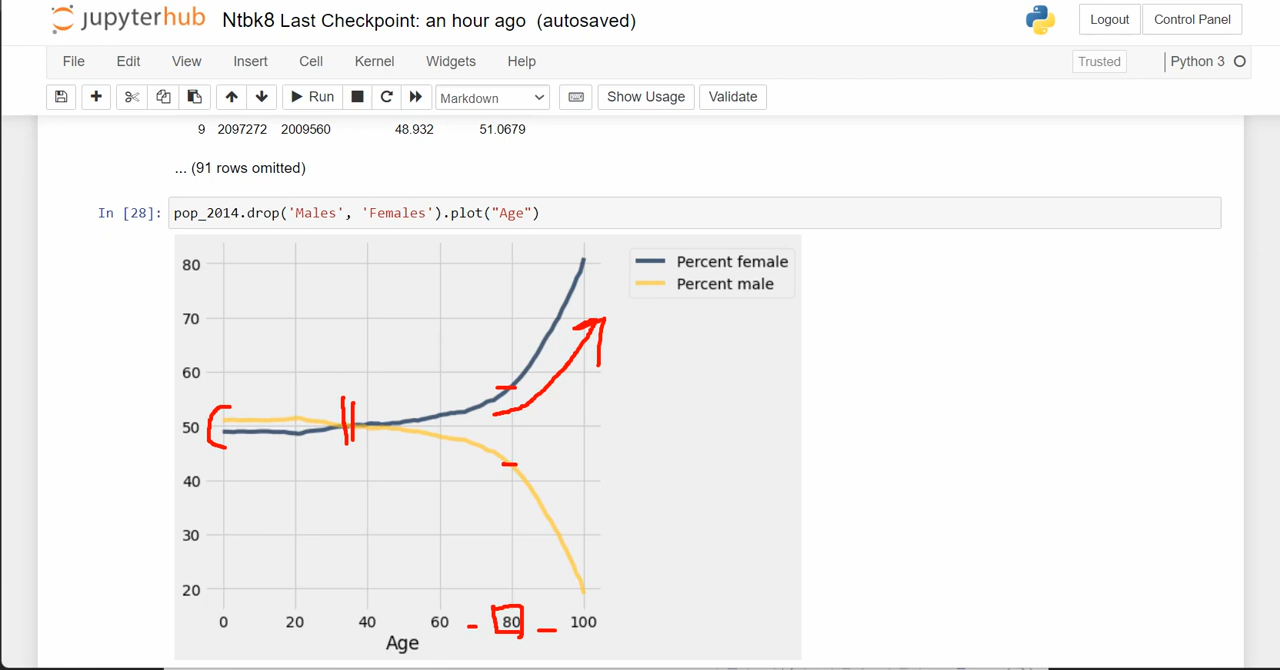 jupyterhub Ntbk8 Last Checkpoint: an hour ago (autosaved) Logout Control Panel
File Edit View Insert Cell Kernel Widgets Help Trusted Python 3
Run Markdown Show Usage Validate
9 2097272 2009560 48.932 51.0679
... (91 rows omitted)
In [28]: pop_2014.drop('Males', 'Females').plot("Age")
Percent female
Percent male
80
70
60
50
40
30
20
0 20 40 60 80 100
Age